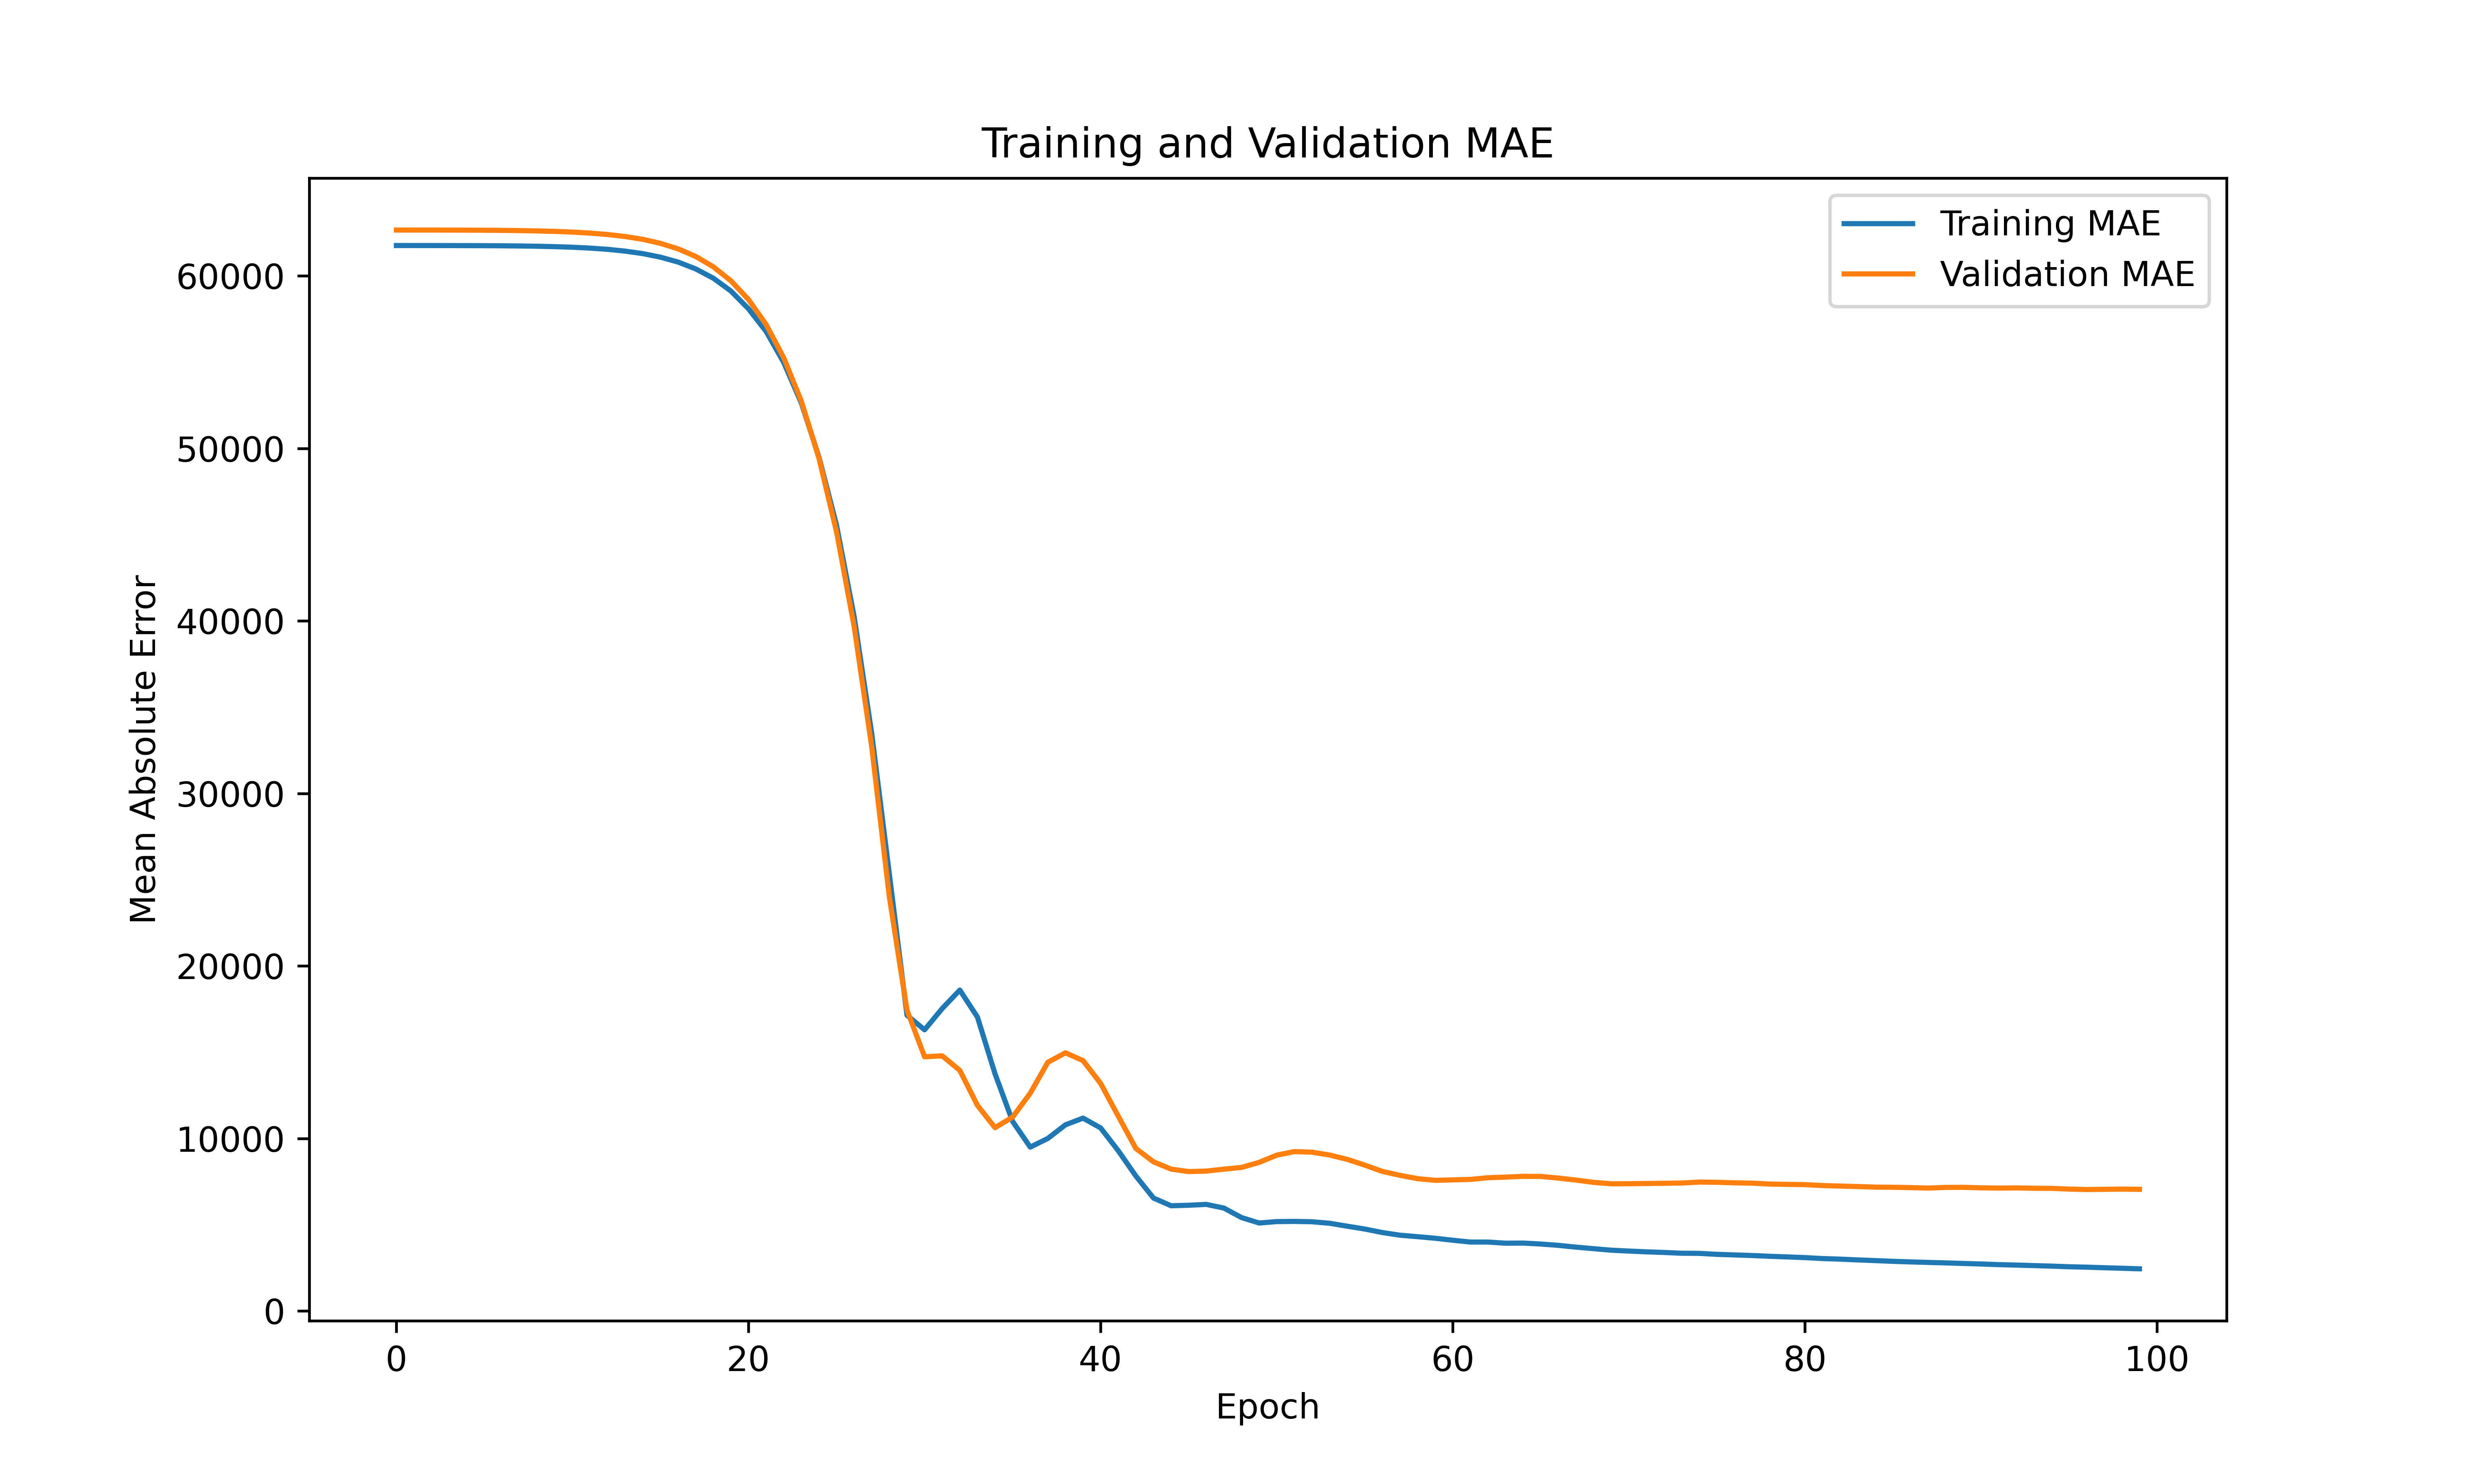 Training and Validation MAE
Training MAE
Validation MAE
Mean Absolute Error
60000
50000
40000
30000
20000
10000
0
0 20 40 60 80 100
Epoch